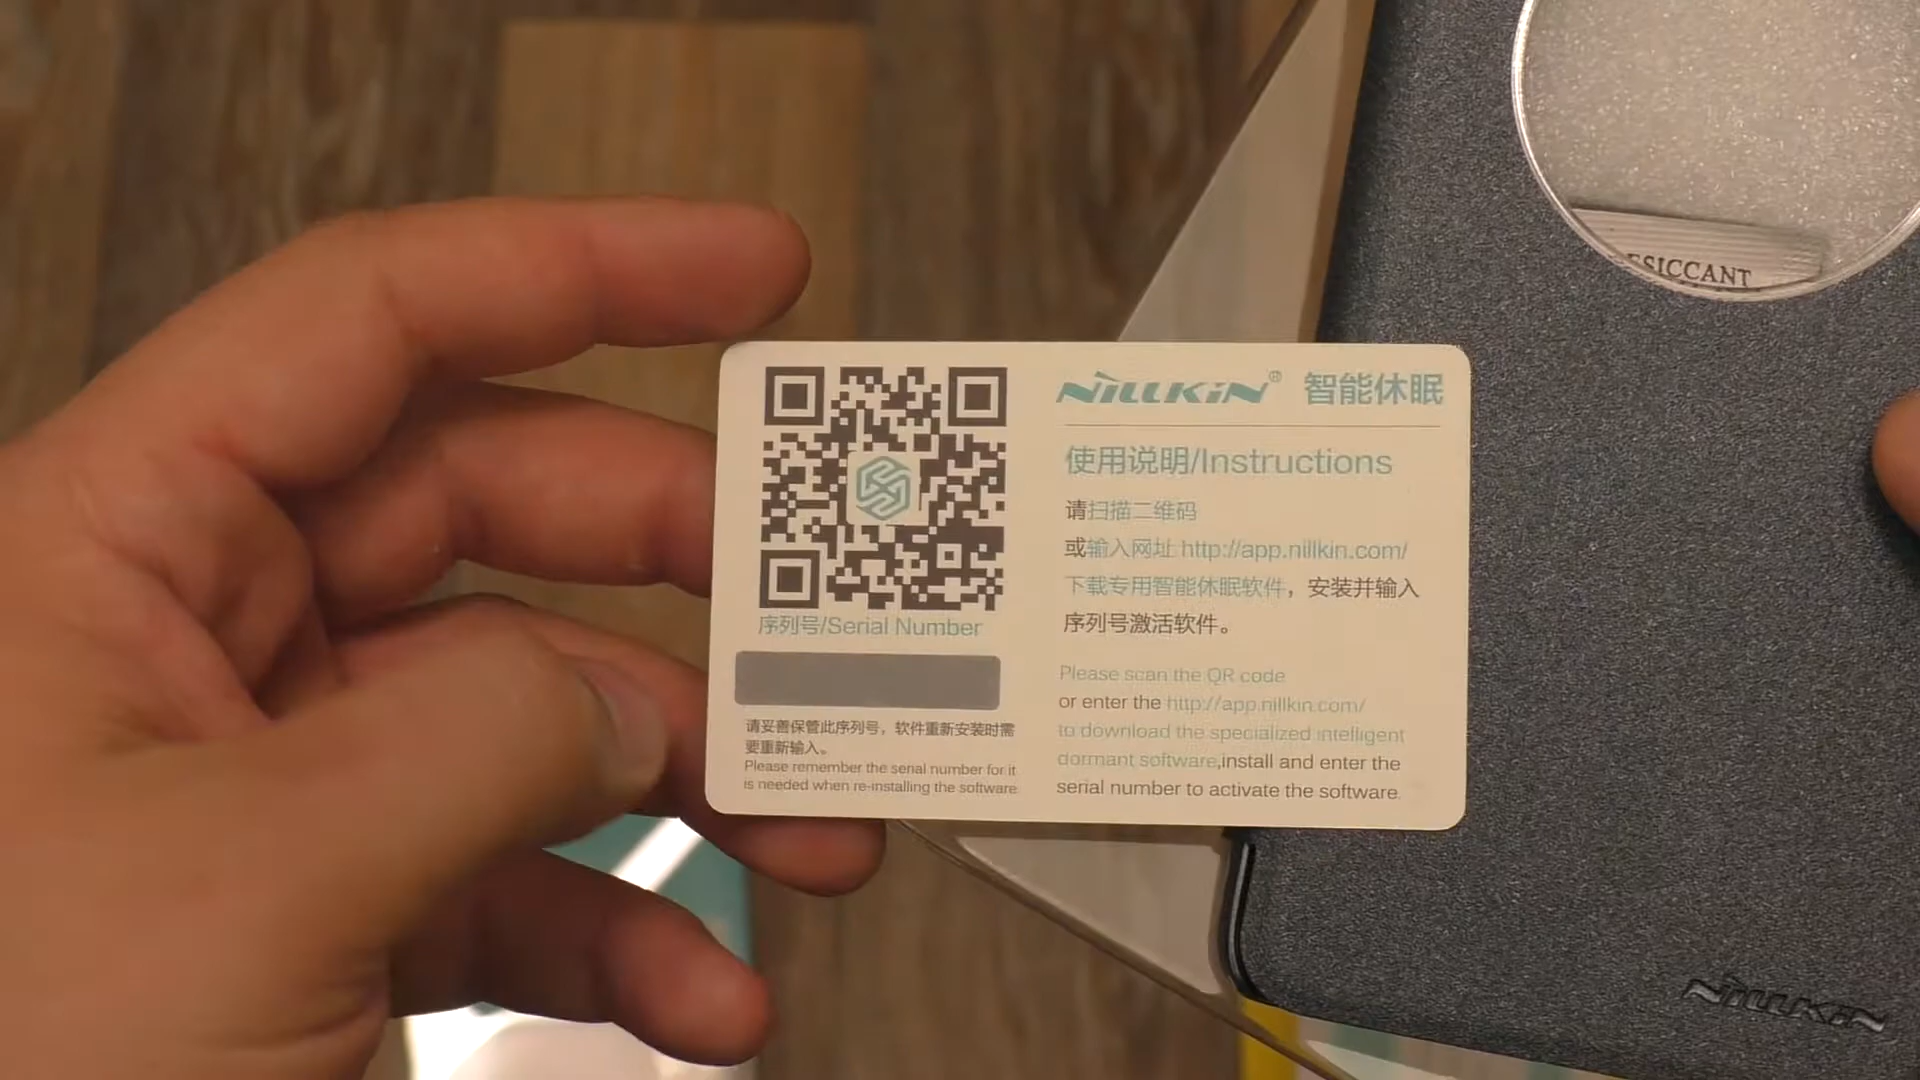 ESICCANT
NiLLKiN® 智能休眠
使用说明/Instructions
请扫描二维码
或输入网址 http://app.nillkin.com/
下载专用智能休眠软件，安装并输入
序列号激活软件。
Please scan the QR code
or enter the http://app.nillkin.com/
to download the specialized intelligent
dormant software,install and enter the
serial number to activate the software.
序列号/Serial Number
请妥善保管此序列号，软件重新安装时需
要重新输入。
Please remember the serial number for it
is needed when re-installing the software
NiLLKiN